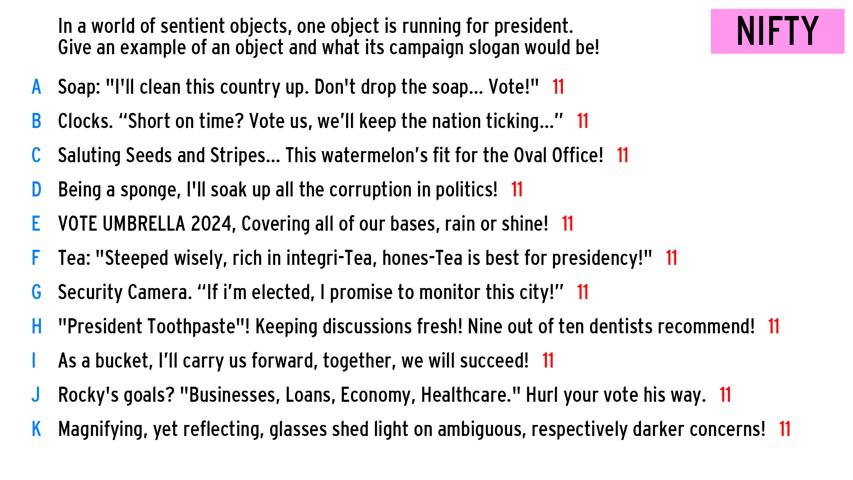 In a world of sentient objects, one object is running for president.
Give an example of an object and what its campaign slogan would be!
NIFTY
A Soap: "I'll clean this country up. Don't drop the soap... Vote!" 11
B Clocks. “Short on time? Vote us, we’ll keep the nation ticking...” 11
C Saluting Seeds and Stripes... This watermelon’s fit for the Oval Office! 11
D Being a sponge, I'll soak up all the corruption in politics! 11
E VOTE UMBRELLA 2024, Covering all of our bases, rain or shine! 11
F Tea: "Steeped wisely, rich in integri-Tea, hones-Tea is best for presidency!" 11
G Security Camera. “If i’m elected, I promise to monitor this city!” 11
H "President Toothpaste"! Keeping discussions fresh! Nine out of ten dentists recommend! 11
I As a bucket, I’ll carry us forward, together, we will succeed! 11
J Rocky's goals? "Businesses, Loans, Economy, Healthcare." Hurl your vote his way. 11
K Magnifying, yet reflecting, glasses shed light on ambiguous, respectively darker concerns! 11